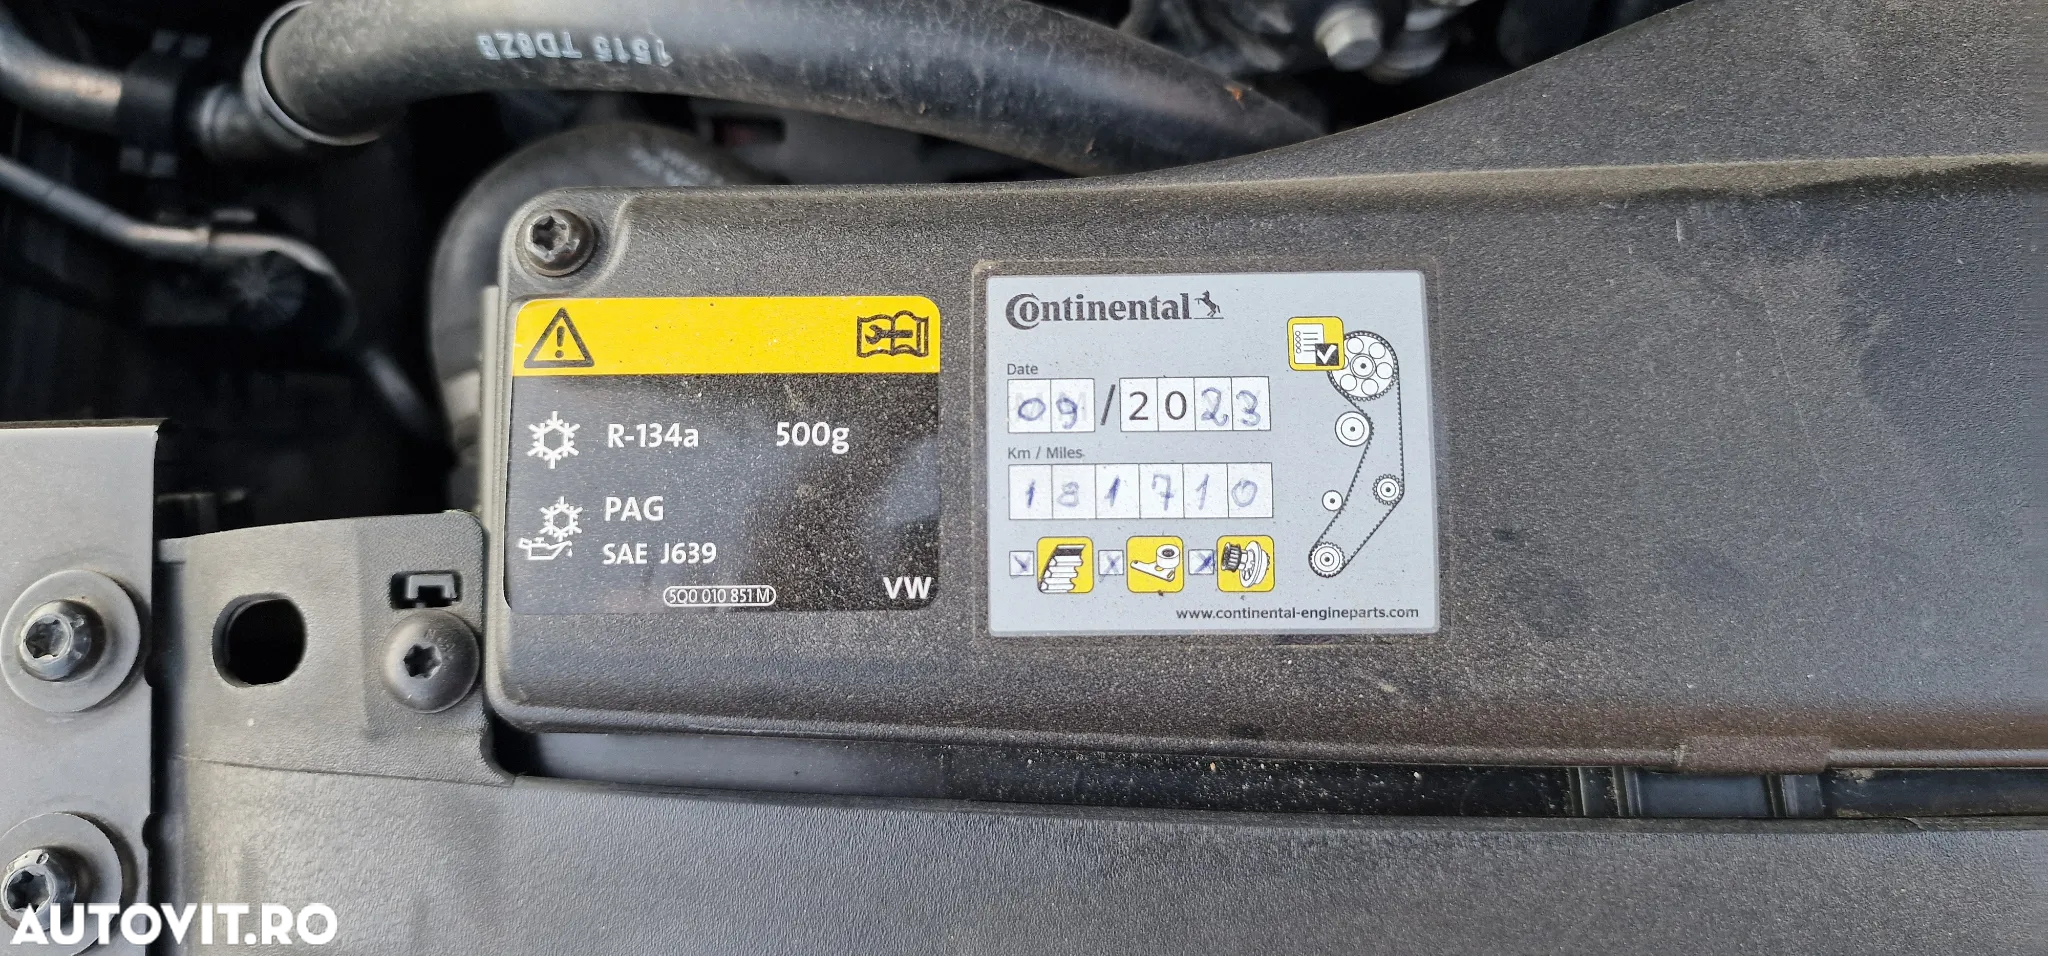 1515 TD8ZB
R-134a 500g
PAG
SAE J639
5Q0 010 851 M
VW
Continental
Date
09/2023
Km / Miles
181710
www.continental-engineparts.com
AUTOVIT.RO